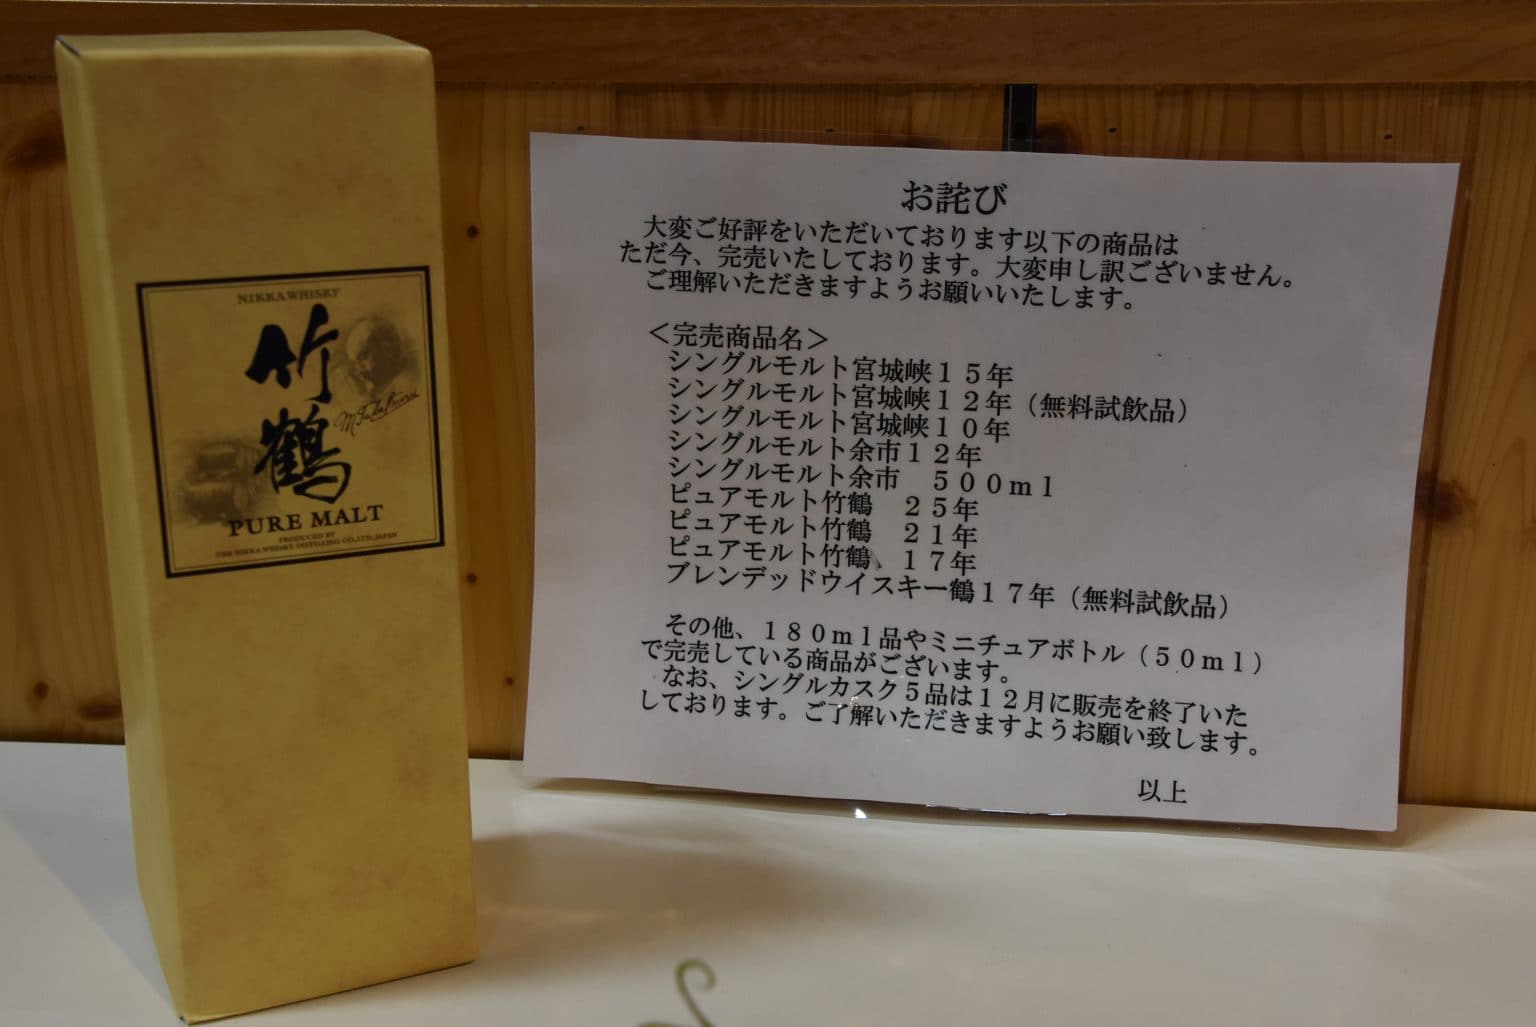 NIKKA WHISKY
竹鶴
M. Taketsuru
PURE MALT
PRODUCED BY
THE NIKKA WHISKY DISTILLING CO., LTD., JAPAN
お詫び
大変ご好評をいただいております以下の商品は
ただ今、完売いたしております。大変申し訳ございません。
ご理解いただきますようお願いいたします。
＜完売商品名＞
シングルモルト宮城峡１５年
シングルモルト宮城峡１２年（無料試飲品）
シングルモルト宮城峡１０年
シングルモルト余市１２年
シングルモルト余市　５００ｍｌ
ピュアモルト竹鶴　２５年
ピュアモルト竹鶴　２１年
ピュアモルト竹鶴、１７年
ブレンデッドウイスキー鶴１７年（無料試飲品）
その他、１８０ｍｌ品やミニチュアボトル（５０ｍｌ）
で完売している商品がございます。
なお、シングルカスク５品は１２月に販売を終了いた
しております。ご了解いただきますようお願い致します。
以上